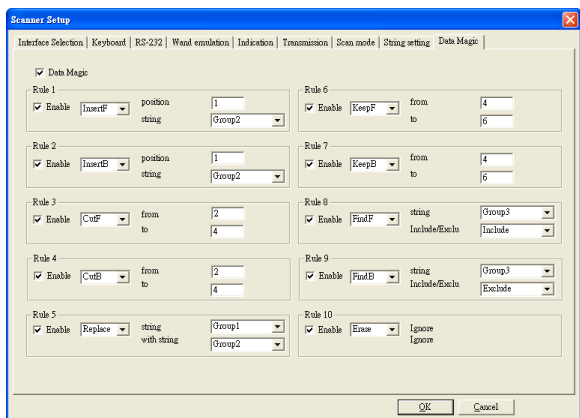 Scanner Setup
Interface Selection Keyboard RS-232 Wand emulation Indication Transmission Scan mode String setting Data Magic
Data Magic
Rule 1
Enable InsertF position 1
string Group2
Rule 2
Enable InsertB position 1
string Group2
Rule 3
Enable CutF from 2
to 4
Rule 4
Enable CutB from 2
to 4
Rule 5
Enable Replace string Group1
with string Group2
Rule 6
Enable KeepF from 4
to 6
Rule 7
Enable KeepB from 4
to 6
Rule 8
Enable FindF string Group3
Include/Exclu Include
Rule 9
Enable FindB string Group3
Include/Exclu Exclude
Rule 10
Enable Erase Ignore
Ignore
OK Cancel